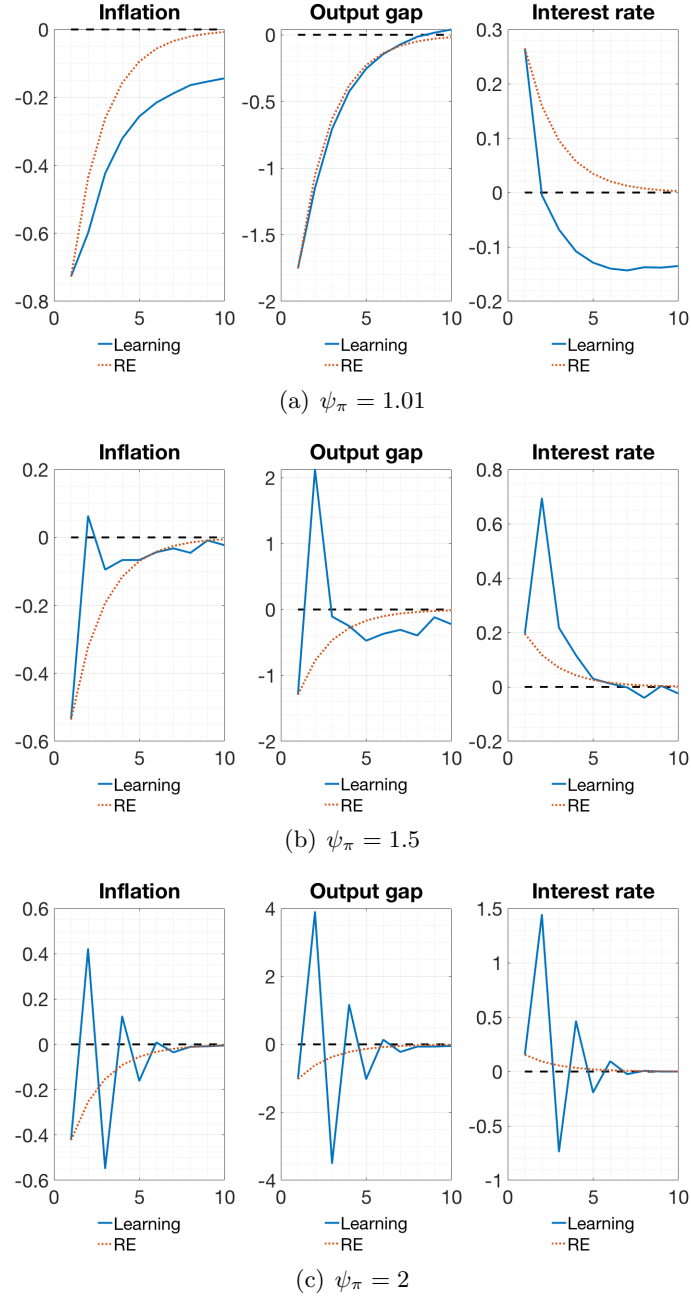 Inflation Output gap Interest rate
0 0 0.3
-0.2 -0.5 0.2
-0.4 -1 0.1
-0.6 -1.5 0
-0.8 -2 -0.1
-0.2
0 5 10 0 5 10 0 5 10
Learning Learning Learning
RE RE RE
(a) ψπ = 1.01
Inflation Output gap Interest rate
0.2 2 0.8
0 1 0.6
-0.2 0 0.4
-0.4 -1 0.2
-0.6 -2 0
-0.2
0 5 10 0 5 10 0 5 10
Learning Learning Learning
RE RE RE
(b) ψπ = 1.5
Inflation Output gap Interest rate
0.6 4 1.5
0.4 2 1
0.2 0 0.5
0 -2 0
-0.2 -4 -0.5
-0.4 -1
-0.6
0 5 10 0 5 10 0 5 10
Learning Learning Learning
RE RE RE
(c) ψπ = 2